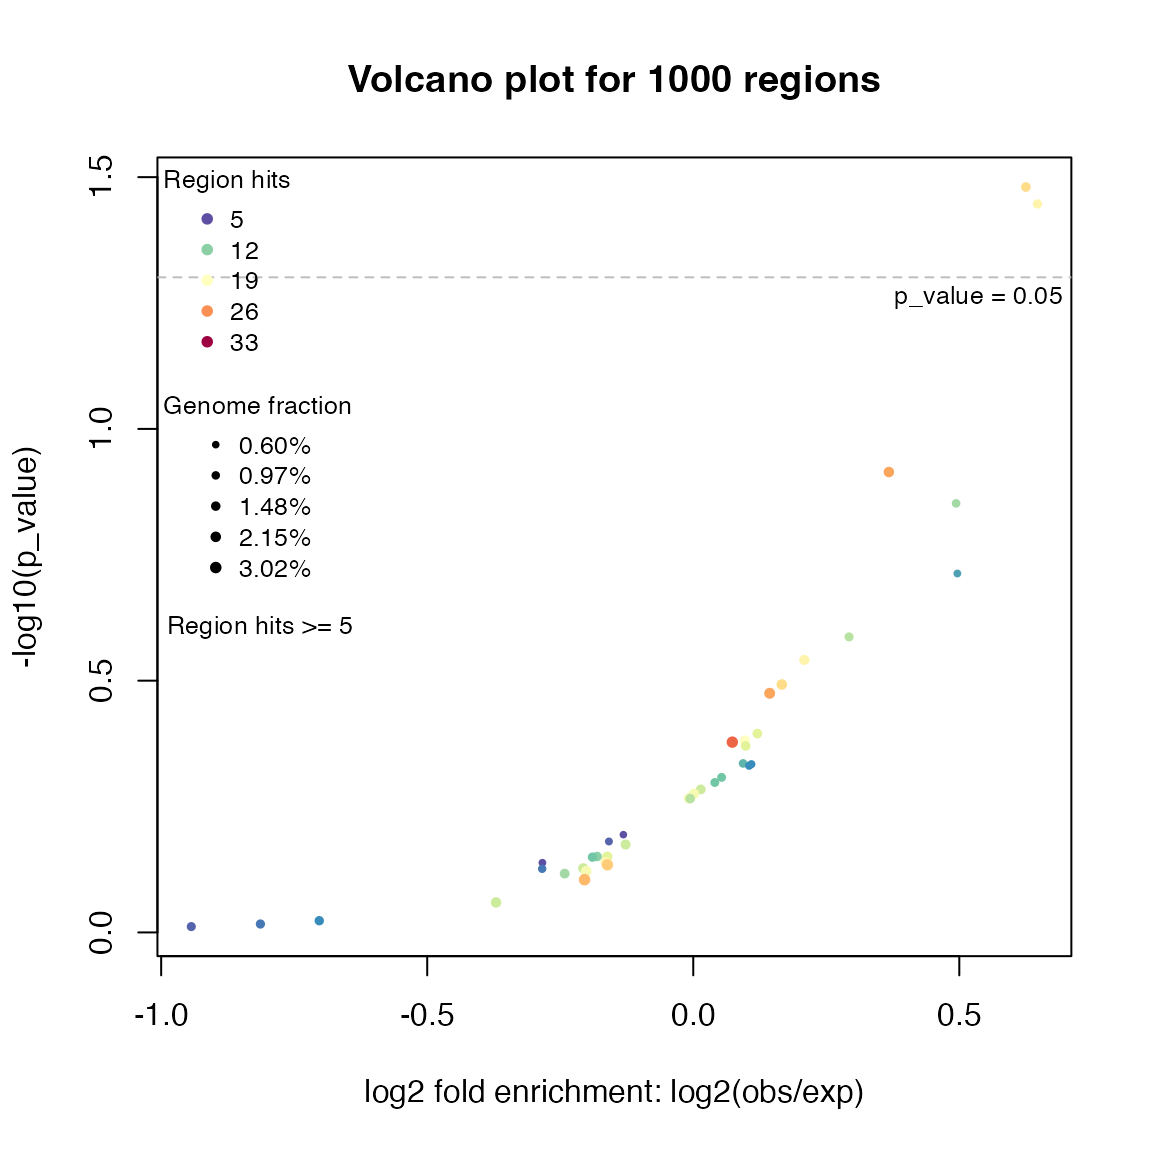 Volcano plot for 1000 regions
1.5
1.0
0.5
0.0
-log10(p_value)
Region hits
5
12
19
26
33
p_value = 0.05
Genome fraction
0.60%
0.97%
1.48%
2.15%
3.02%
Region hits >= 5
-1.0
-0.5
0.0
0.5
log2 fold enrichment: log2(obs/exp)